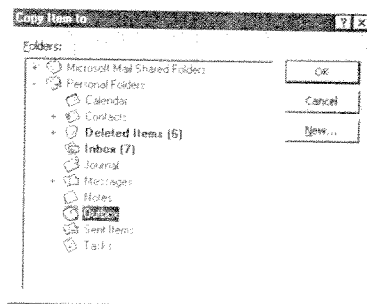 Copy Item to
Folders:
Microsoft Mail Shared Folders
Personal Folders
Calendar
Contacts
Deleted Items (5)
Inbox (7)
Journal
Messages
Notes
Outbox
Sent Items
Tasks
OK
Cancel
New...